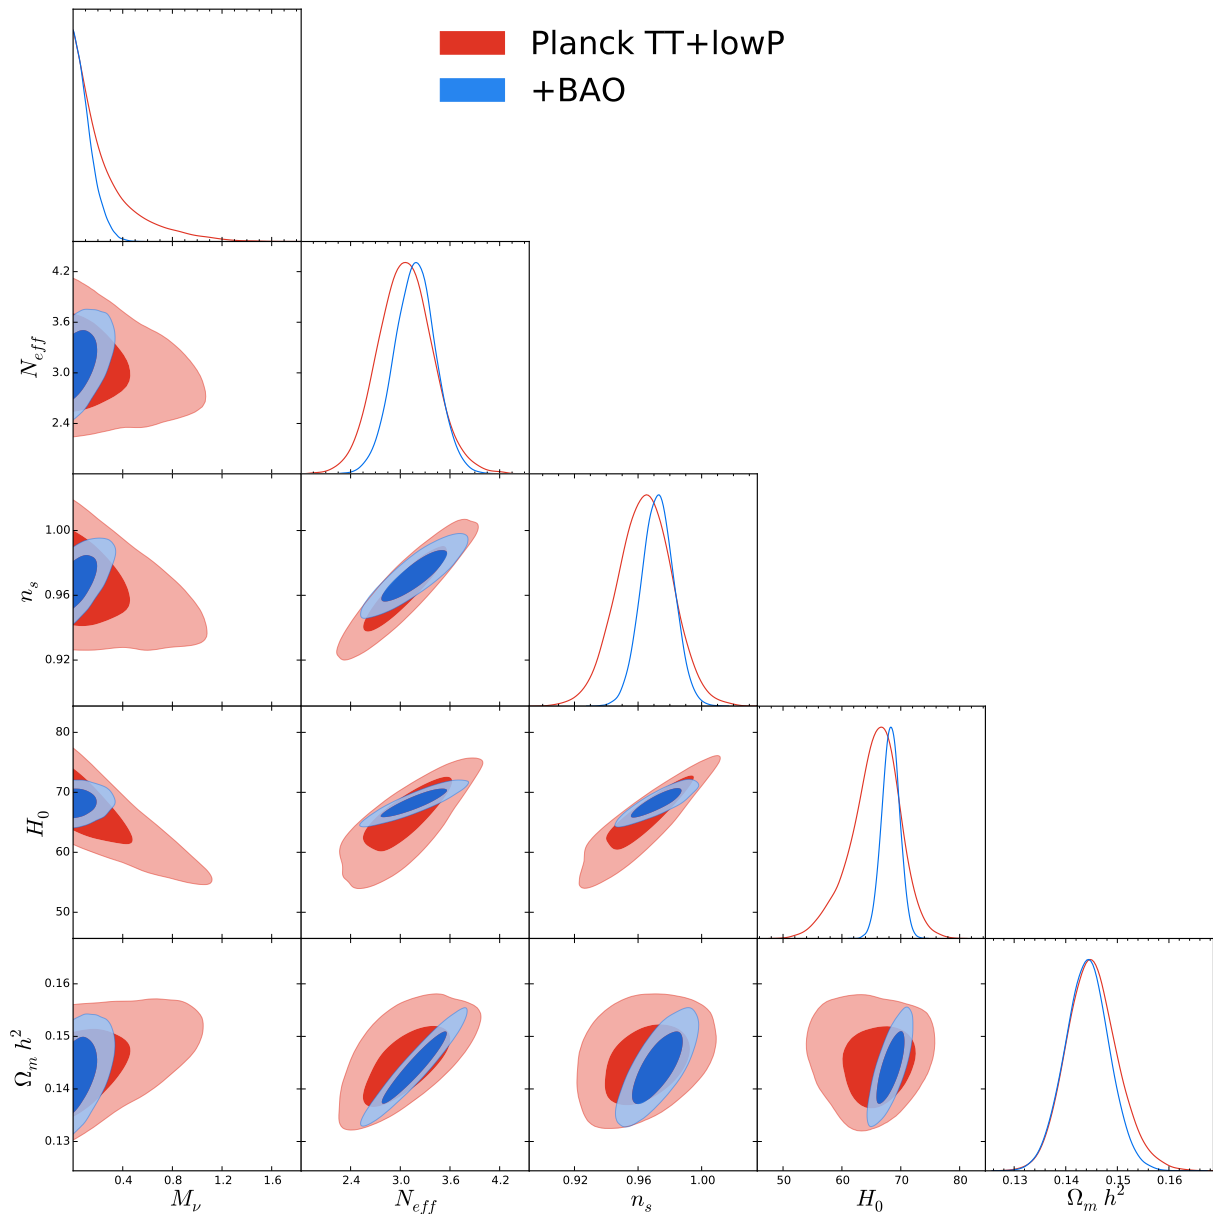 Planck TT+lowP
+BAO
4.2
3.6
3.0
2.4
N_eff
1.00
0.96
0.92
n_s
80
70
60
50
H_0
0.16
0.15
0.14
0.13
Ω_m h²
0.4 0.8 1.2 1.6 2.4 3.0 3.6 4.2 0.92 0.96 1.00 50 60 70 80 0.13 0.14 0.15 0.16
M_ν N_eff n_s H_0 Ω_m h²